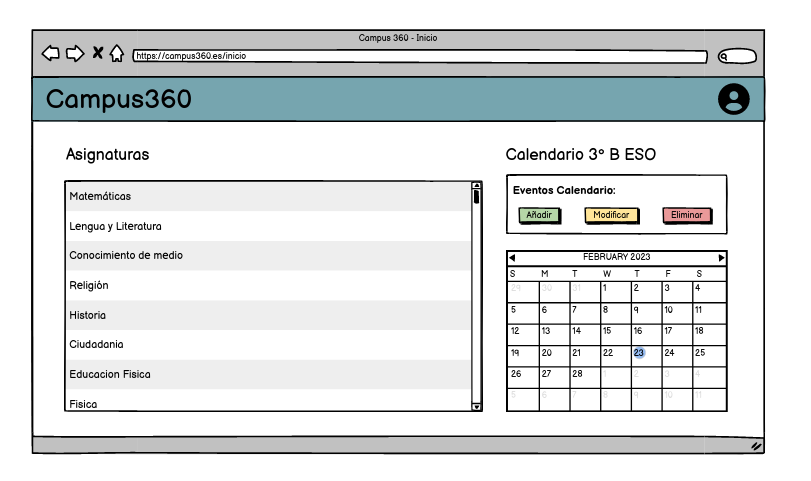 Campus 360 - Inicio
https://campus360.es/inicio
Campus360
Asignaturas
Matemáticas
Lengua y Literatura
Conocimiento de medio
Religión
Historia
Ciudadania
Educacion Fisica
Fisica
Calendario 3º B ESO
Eventos Calendario:
Añadir Modificar Eliminar
FEBRUARY 2023
S M T W T F S
29 30 31 1 2 3 4
5 6 7 8 9 10 11
12 13 14 15 16 17 18
19 20 21 22 23 24 25
26 27 28 1 2 3 4
5 6 7 8 9 10 11